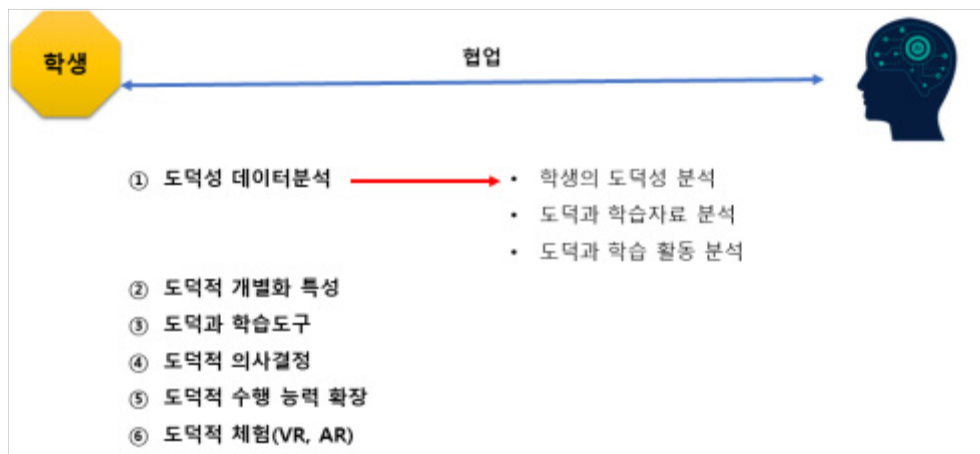 학생
협업
AI
① 도덕성 데이터분석
• 학생의 도덕성 분석
• 도덕과 학습자료 분석
• 도덕과 학습 활동 분석
② 도덕적 개별화 특성
③ 도덕과 학습도구
④ 도덕적 의사결정
⑤ 도덕적 수행 능력 확장
⑥ 도덕적 체험(VR, AR)